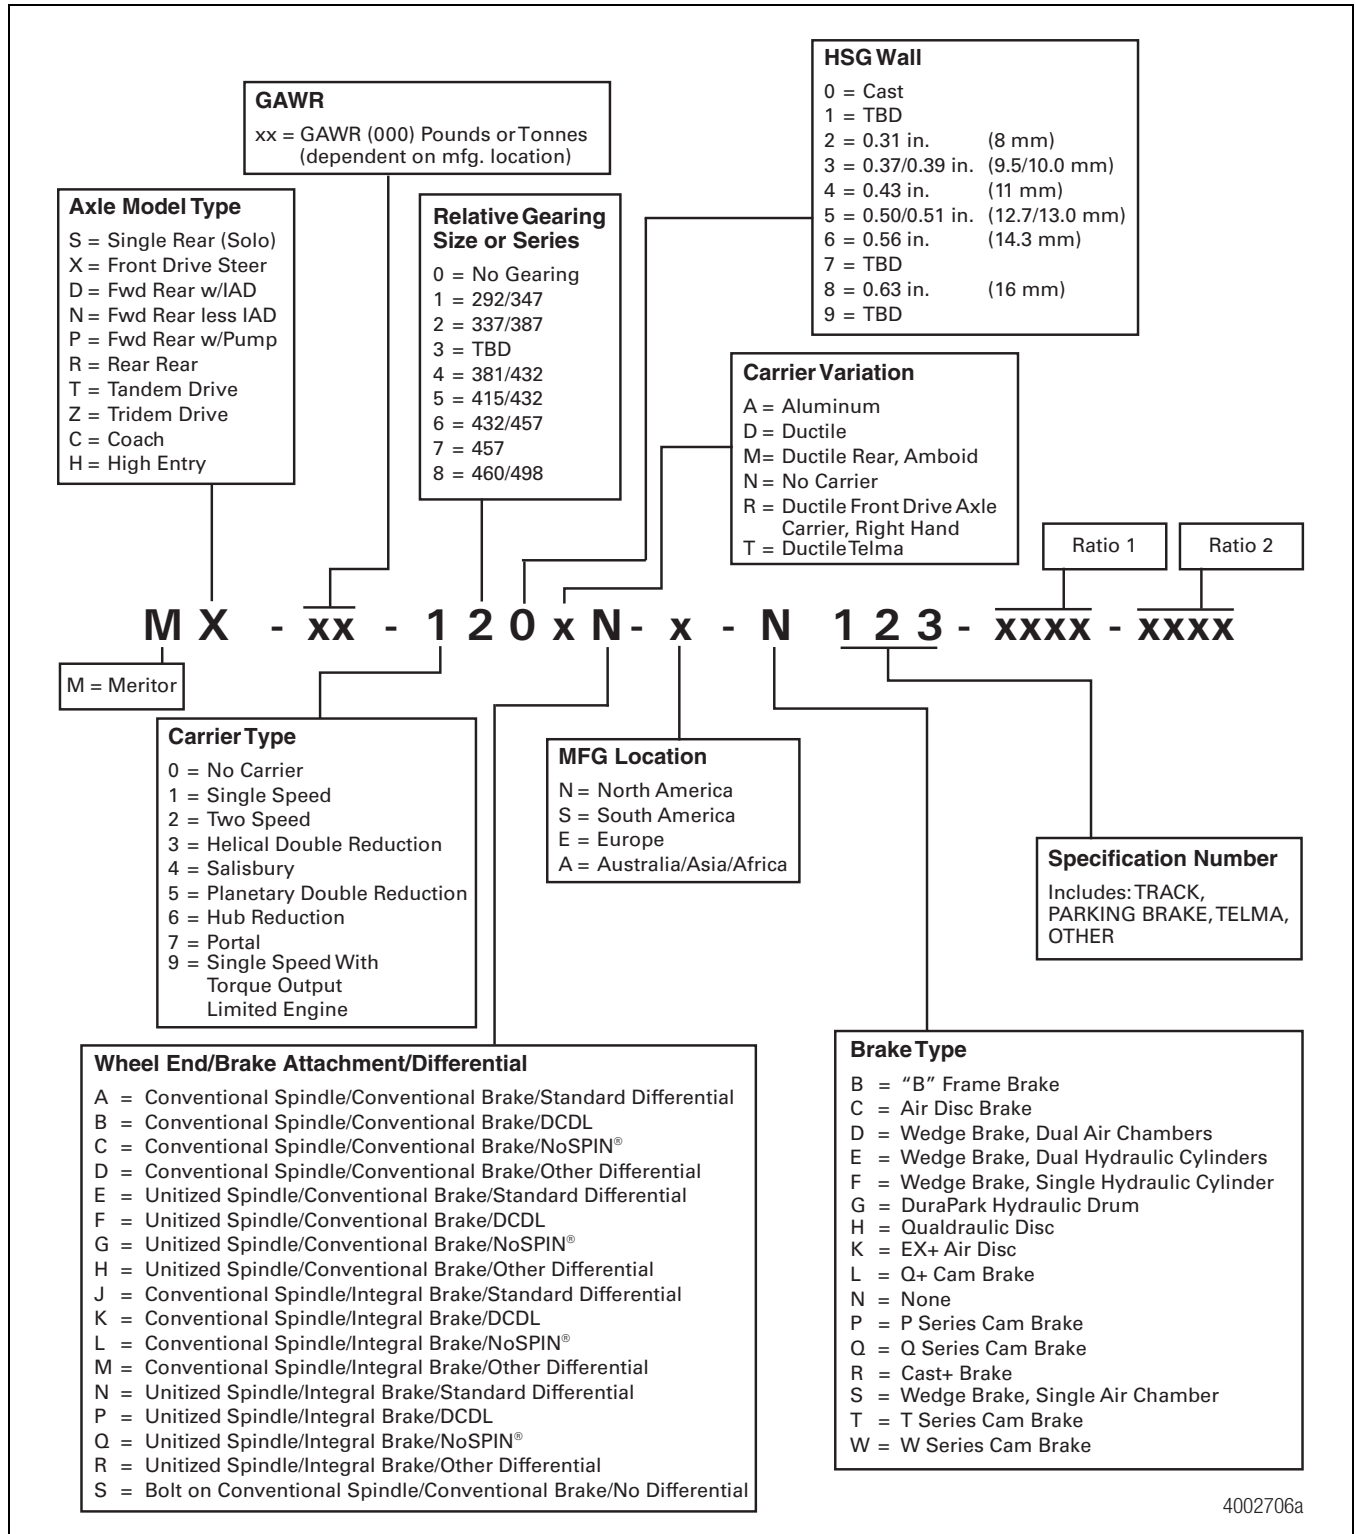 GAWR
xx = GAWR (000) Pounds or Tonnes
(dependent on mfg. location)
HSG Wall
0 = Cast
1 = TBD
2 = 0.31 in. (8 mm)
3 = 0.37/0.39 in. (9.5/10.0 mm)
4 = 0.43 in. (11 mm)
5 = 0.50/0.51 in. (12.7/13.0 mm)
6 = 0.56 in. (14.3 mm)
7 = TBD
8 = 0.63 in. (16 mm)
9 = TBD
Axle Model Type
S = Single Rear (Solo)
X = Front Drive Steer
D = Fwd Rear w/IAD
N = Fwd Rear less IAD
P = Fwd Rear w/Pump
R = Rear Rear
T = Tandem Drive
Z = Tridem Drive
C = Coach
H = High Entry
Relative Gearing
Size or Series
0 = No Gearing
1 = 292/347
2 = 337/387
3 = TBD
4 = 381/432
5 = 415/432
6 = 432/457
7 = 457
8 = 460/498
Carrier Variation
A = Aluminum
D = Ductile
M= Ductile Rear, Amboid
N = No Carrier
R = Ductile Front Drive Axle
Carrier, Right Hand
T = Ductile Telma
Ratio 1
Ratio 2
M X - xx - 1 2 0 x N - x - N 1 2 3 - xxxx - xxxx
M = Meritor
Carrier Type
0 = No Carrier
1 = Single Speed
2 = Two Speed
3 = Helical Double Reduction
4 = Salisbury
5 = Planetary Double Reduction
6 = Hub Reduction
7 = Portal
9 = Single Speed With
Torque Output
Limited Engine
MFG Location
N = North America
S = South America
E = Europe
A = Australia/Asia/Africa
Specification Number
Includes: TRACK,
PARKING BRAKE, TELMA,
OTHER
Wheel End/Brake Attachment/Differential
A = Conventional Spindle/Conventional Brake/Standard Differential
B = Conventional Spindle/Conventional Brake/DCDL
C = Conventional Spindle/Conventional Brake/NoSPIN®
D = Conventional Spindle/Conventional Brake/Other Differential
E = Unitized Spindle/Conventional Brake/Standard Differential
F = Unitized Spindle/Conventional Brake/DCDL
G = Unitized Spindle/Conventional Brake/NoSPIN®
H = Unitized Spindle/Conventional Brake/Other Differential
J = Conventional Spindle/Integral Brake/Standard Differential
K = Conventional Spindle/Integral Brake/DCDL
L = Conventional Spindle/Integral Brake/NoSPIN®
M = Conventional Spindle/Integral Brake/Other Differential
N = Unitized Spindle/Integral Brake/Standard Differential
P = Unitized Spindle/Integral Brake/DCDL
Q = Unitized Spindle/Integral Brake/NoSPIN®
R = Unitized Spindle/Integral Brake/Other Differential
S = Bolt on Conventional Spindle/Conventional Brake/No Differential
Brake Type
B = “B” Frame Brake
C = Air Disc Brake
D = Wedge Brake, Dual Air Chambers
E = Wedge Brake, Dual Hydraulic Cylinders
F = Wedge Brake, Single Hydraulic Cylinder
G = DuraPark Hydraulic Drum
H = Qualdraulic Disc
K = EX+ Air Disc
L = Q+ Cam Brake
N = None
P = P Series Cam Brake
Q = Q Series Cam Brake
R = Cast+ Brake
S = Wedge Brake, Single Air Chamber
T = T Series Cam Brake
W = W Series Cam Brake
4002706a